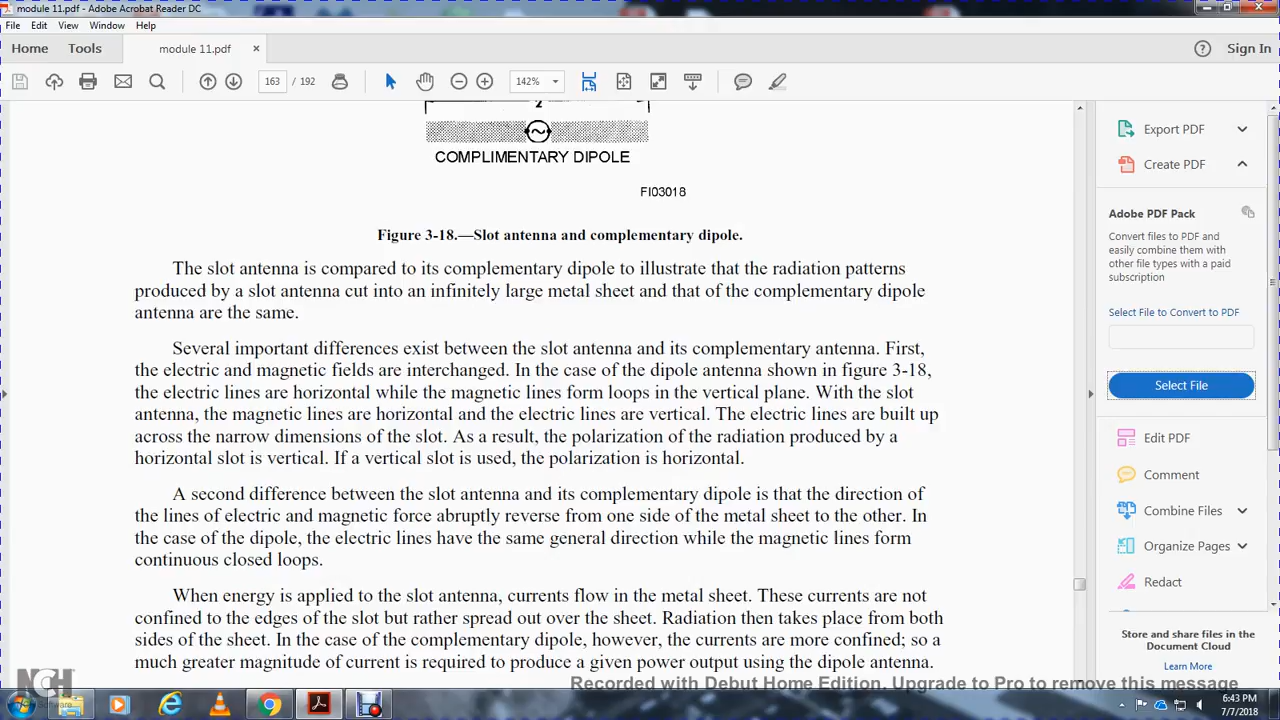 module 11.pdf - Adobe Acrobat Reader DC
File Edit View Window Help
Home Tools module 11.pdf × Sign In
163 / 192 142%
2
COMPLIMENTARY DIPOLE
FI03018
Figure 3-18.—Slot antenna and complementary dipole.
The slot antenna is compared to its complementary dipole to illustrate that the radiation patterns
produced by a slot antenna cut into an infinitely large metal sheet and that of the complementary dipole
antenna are the same.
Several important differences exist between the slot antenna and its complementary antenna. First,
the electric and magnetic fields are interchanged. In the case of the dipole antenna shown in figure 3-18,
the electric lines are horizontal while the magnetic lines form loops in the vertical plane. With the slot
antenna, the magnetic lines are horizontal and the electric lines are vertical. The electric lines are built up
across the narrow dimensions of the slot. As a result, the polarization of the radiation produced by a
horizontal slot is vertical. If a vertical slot is used, the polarization is horizontal.
A second difference between the slot antenna and its complementary dipole is that the direction of
the lines of electric and magnetic force abruptly reverse from one side of the metal sheet to the other. In
the case of the dipole, the electric lines have the same general direction while the magnetic lines form
continuous closed loops.
When energy is applied to the slot antenna, currents flow in the metal sheet. These currents are not
confined to the edges of the slot but rather spread out over the sheet. Radiation then takes place from both
sides of the sheet. In the case of the complementary dipole, however, the currents are more confined; so a
much greater magnitude of current is required to produce a given power output using the dipole antenna.
Export PDF
Create PDF
Adobe PDF Pack
Convert files to PDF and
easily combine them with
other file types with a paid
subscription
Select File to Convert to PDF
Select File
Edit PDF
Comment
Combine Files
Organize Pages
Redact
Store and share files in the
Document Cloud
Learn More
NCH
Recorded with Debut Home Edition. Upgrade to Pro to remove this message
6:43 PM
7/7/2018